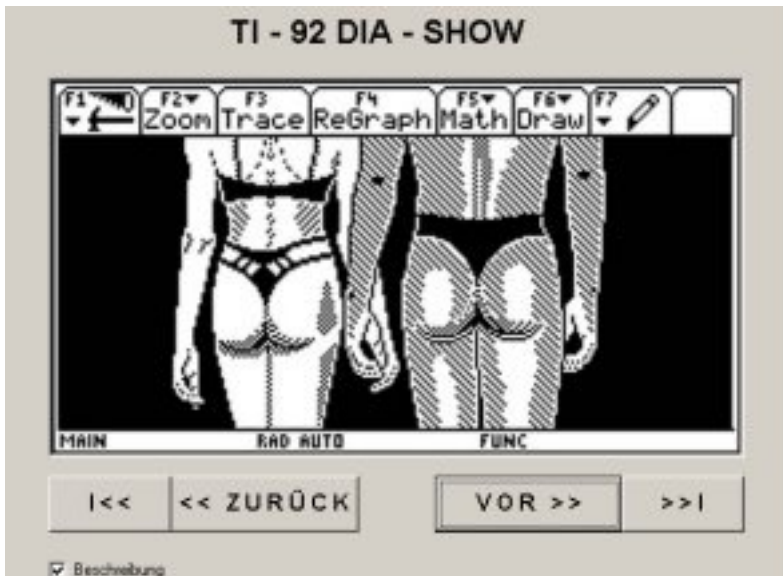 TI - 92 DIA - SHOW
F1 F2 F3 F4 F5 F6 F7
Zoom Trace ReGraph Math Draw
MAIN RAD AUTO FUNC
I<< << ZURÜCK VOR >> >>I
Beschreibung